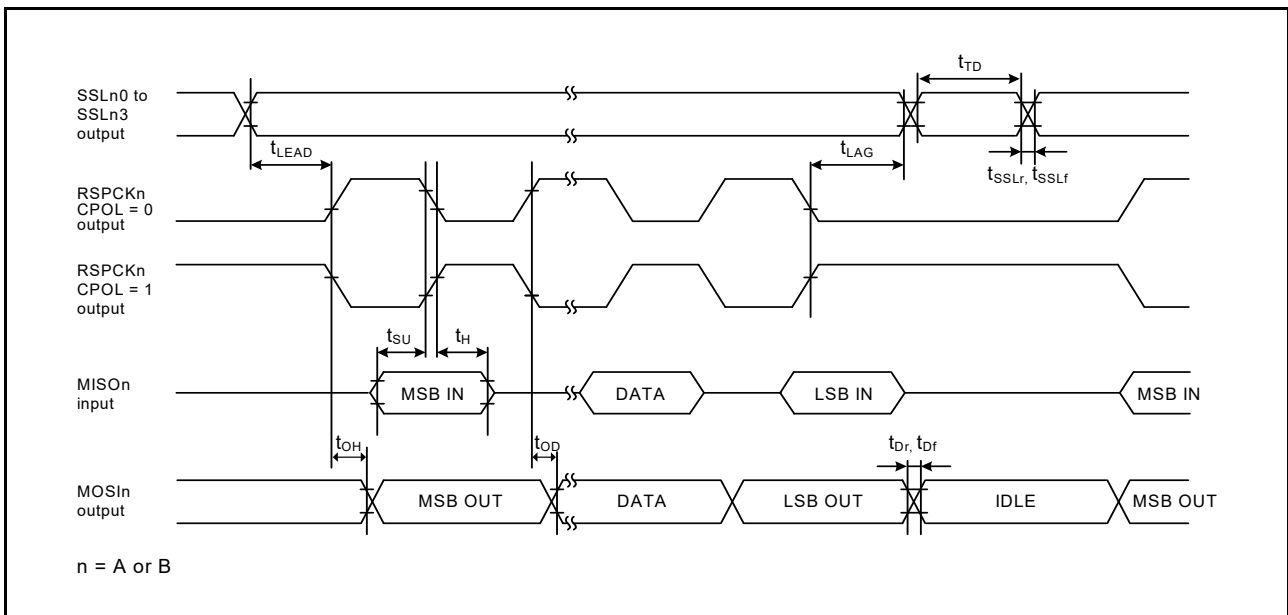 tTD
SSLn0 to
SSLn3
output
tLEAD
tLAG
tSSLr, tSSLf
RSPCKn
CPOL = 0
output
RSPCKn
CPOL = 1
output
tSU
tH
MISOn
input
MSB IN
DATA
LSB IN
MSB IN
tOH
tOD
tDr, tDf
MOSIn
output
MSB OUT
DATA
LSB OUT
IDLE
MSB OUT
n = A or B